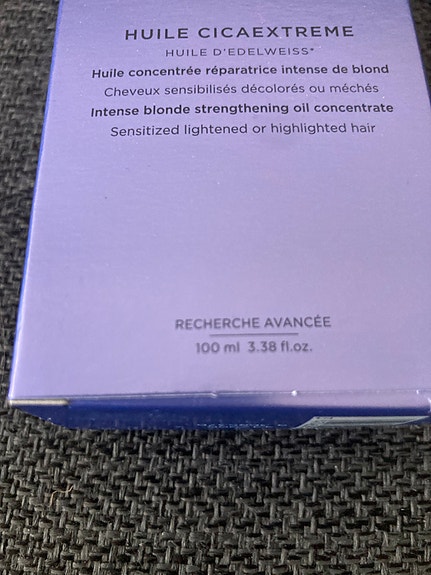 HUILE CICAEXTREME
HUILE D'EDELWEISS*
Huile concentrée réparatrice intense de blond
Cheveux sensibilisés décolorés ou méchés
Intense blonde strengthening oil concentrate
Sensitized lightened or highlighted hair
RECHERCHE AVANCÉE
100 ml 3.38 fl.oz.